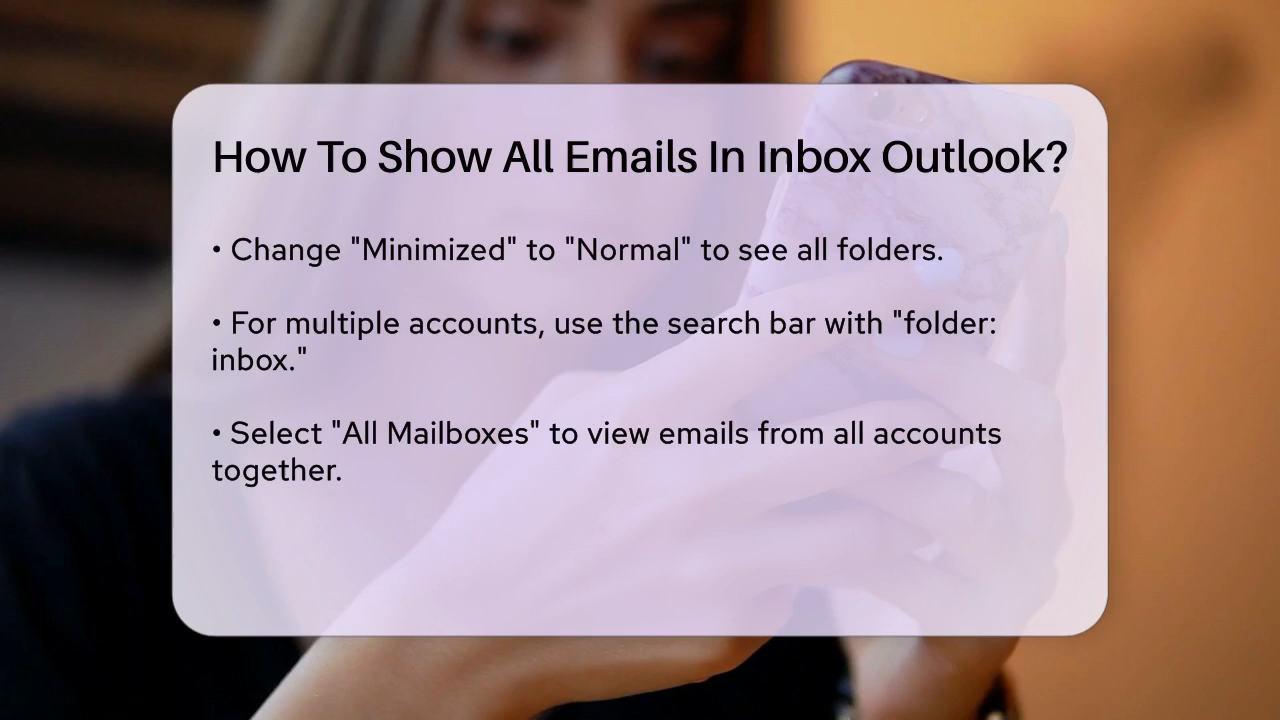 How To Show All Emails In Inbox Outlook?
• Change "Minimized" to "Normal" to see all folders.
• For multiple accounts, use the search bar with "folder:
inbox."
• Select "All Mailboxes" to view emails from all accounts
together.